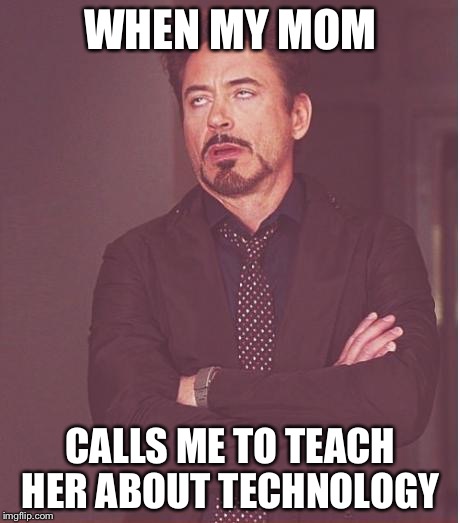 WHEN MY MOM
CALLS ME TO TEACH
HER ABOUT TECHNOLOGY
imgflip.com